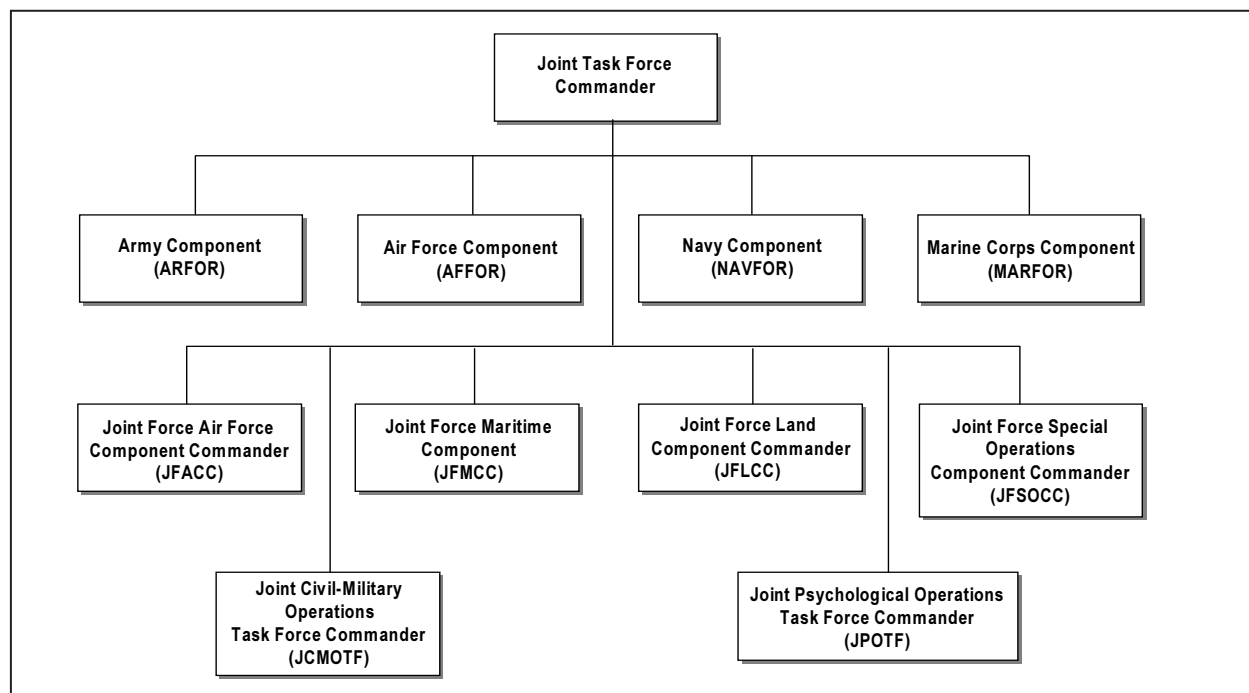 Joint Task Force
Commander
Army Component
(ARFOR)
Air Force Component
(AFFOR)
Navy Component
(NAVFOR)
Marine Corps Component
(MARFOR)
Joint Force Air Force
Component Commander
(JFACC)
Joint Force Maritime
Component
(JFMCC)
Joint Force Land
Component Commander
(JFLCC)
Joint Force Special
Operations
Component Commander
(JFSOCC)
Joint Civil-Military
Operations
Task Force Commander
(JCMOTF)
Joint Psychological Operations
Task Force Commander
(JPOTF)